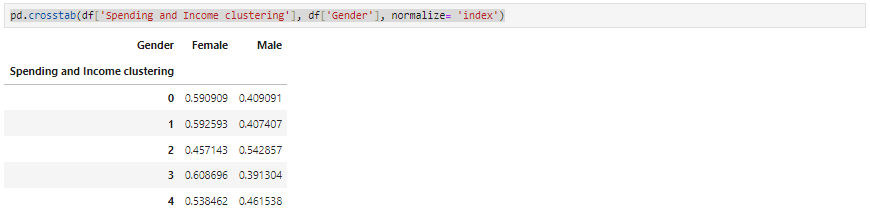 pd.crosstab(df['Spending and Income clustering'], df['Gender'], normalize= 'index')
Gender Female Male
Spending and Income clustering
0 0.590909 0.409091
1 0.592593 0.407407
2 0.457143 0.542857
3 0.608696 0.391304
4 0.538462 0.461538